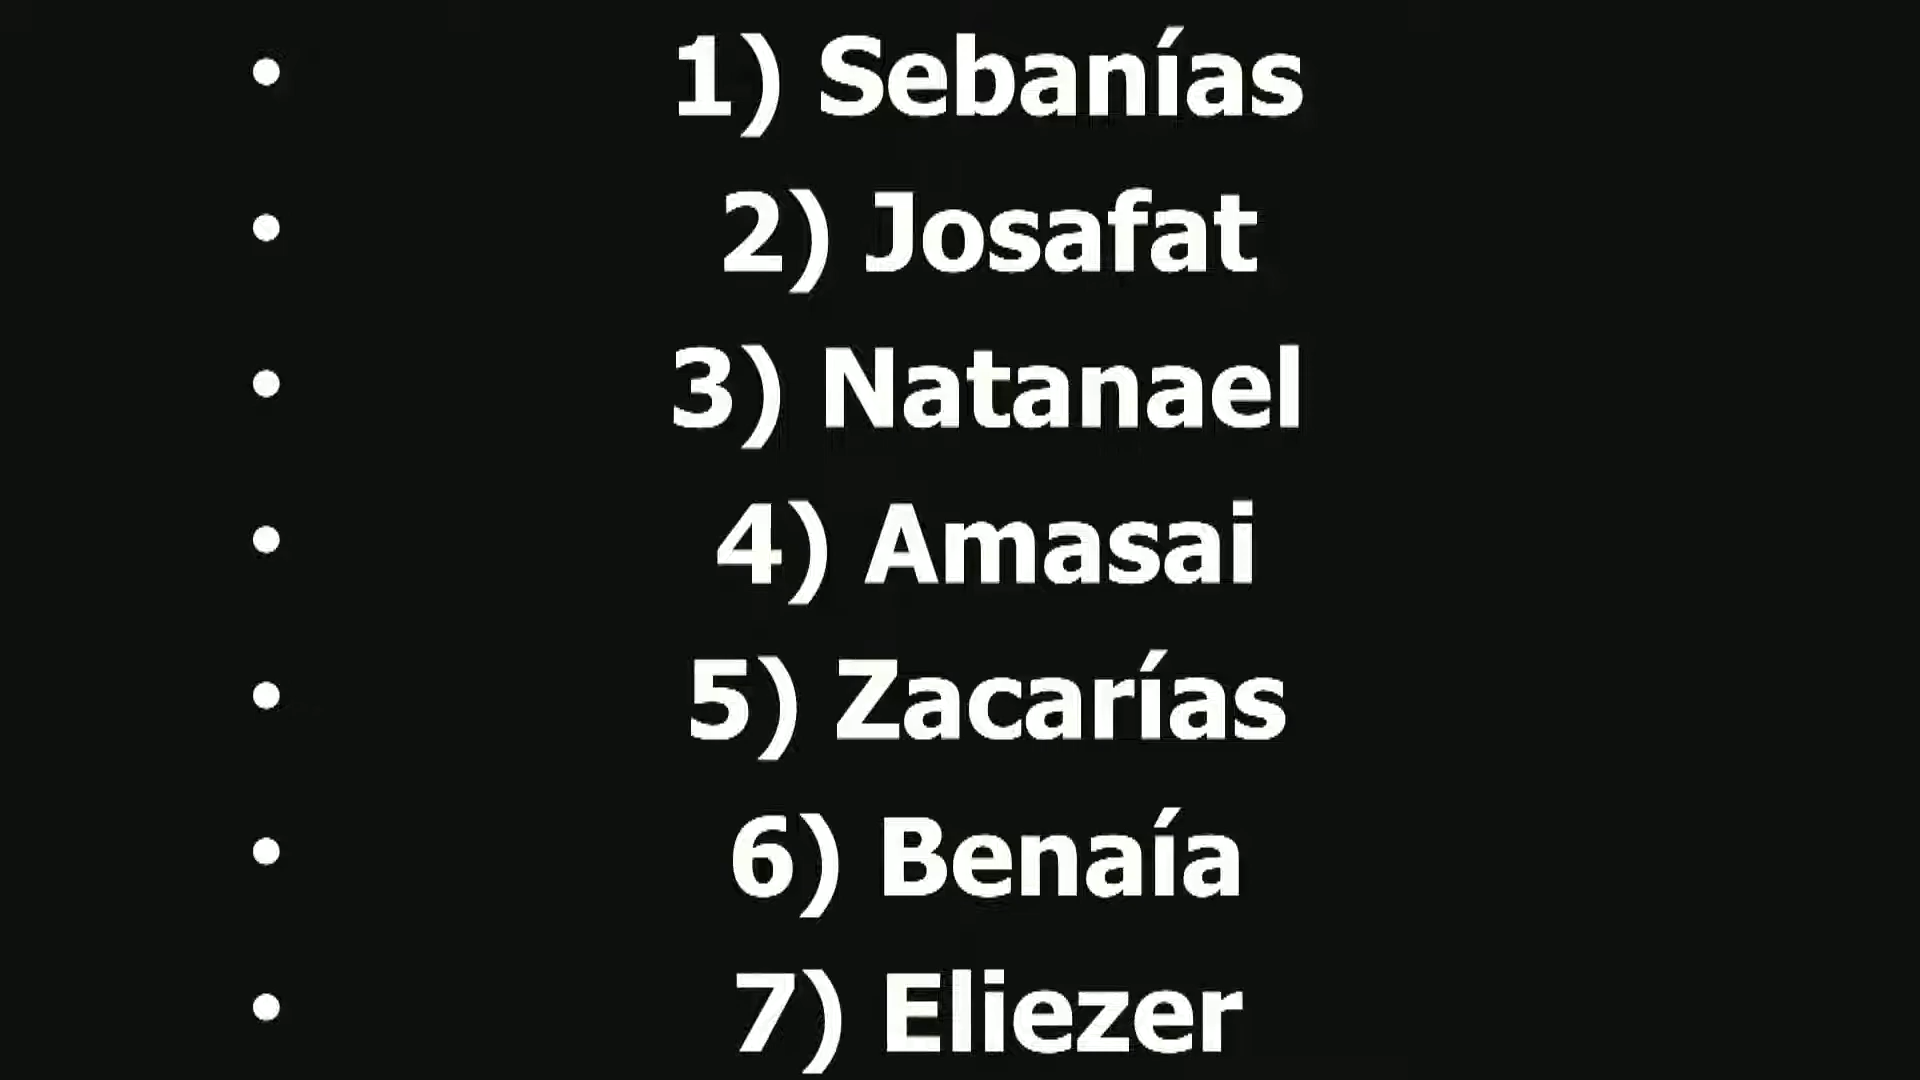 • 1) Sebanías
• 2) Josafat
• 3) Natanael
• 4) Amasai
• 5) Zacarías
• 6) Benaía
• 7) Eliezer